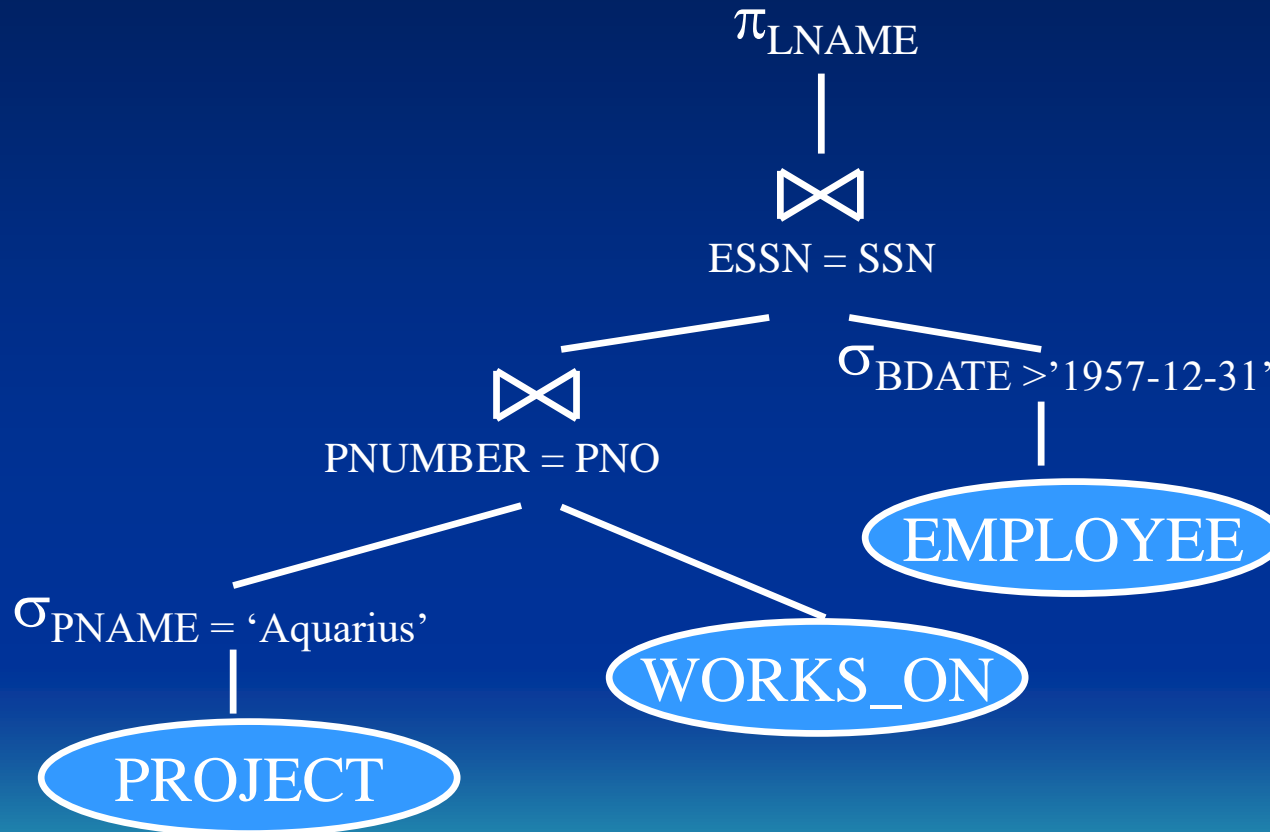 πLNAME
ESSN = SSN
σBDATE >’1957-12-31’
PNUMBER = PNO
EMPLOYEE
σPNAME = ‘Aquarius’
WORKS_ON
PROJECT